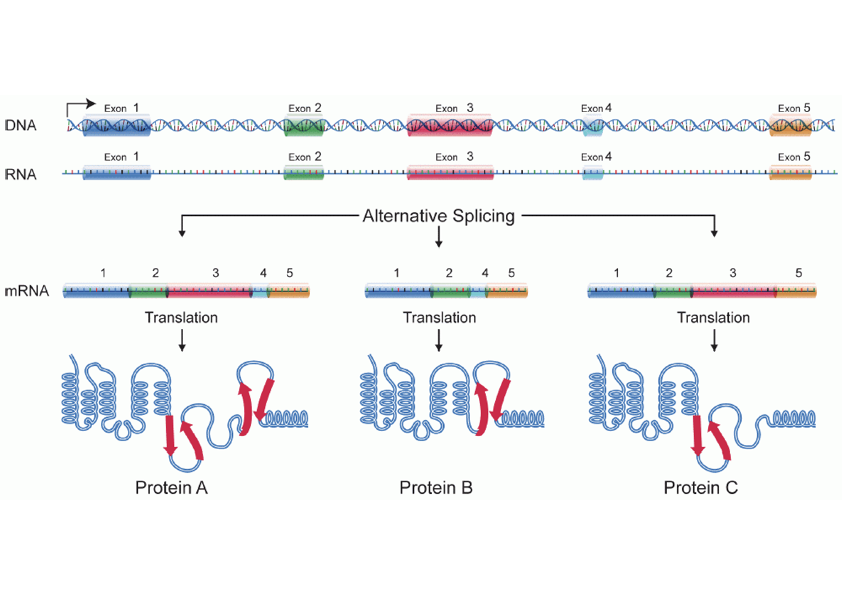 Exon 1 Exon 2 Exon 3 Exon 4 Exon 5
DNA
Exon 1 Exon 2 Exon 3 Exon 4 Exon 5
RNA
Alternative Splicing
1 2 3 4 5 1 2 4 5 1 2 3 5
mRNA
Translation Translation Translation
Protein A Protein B Protein C